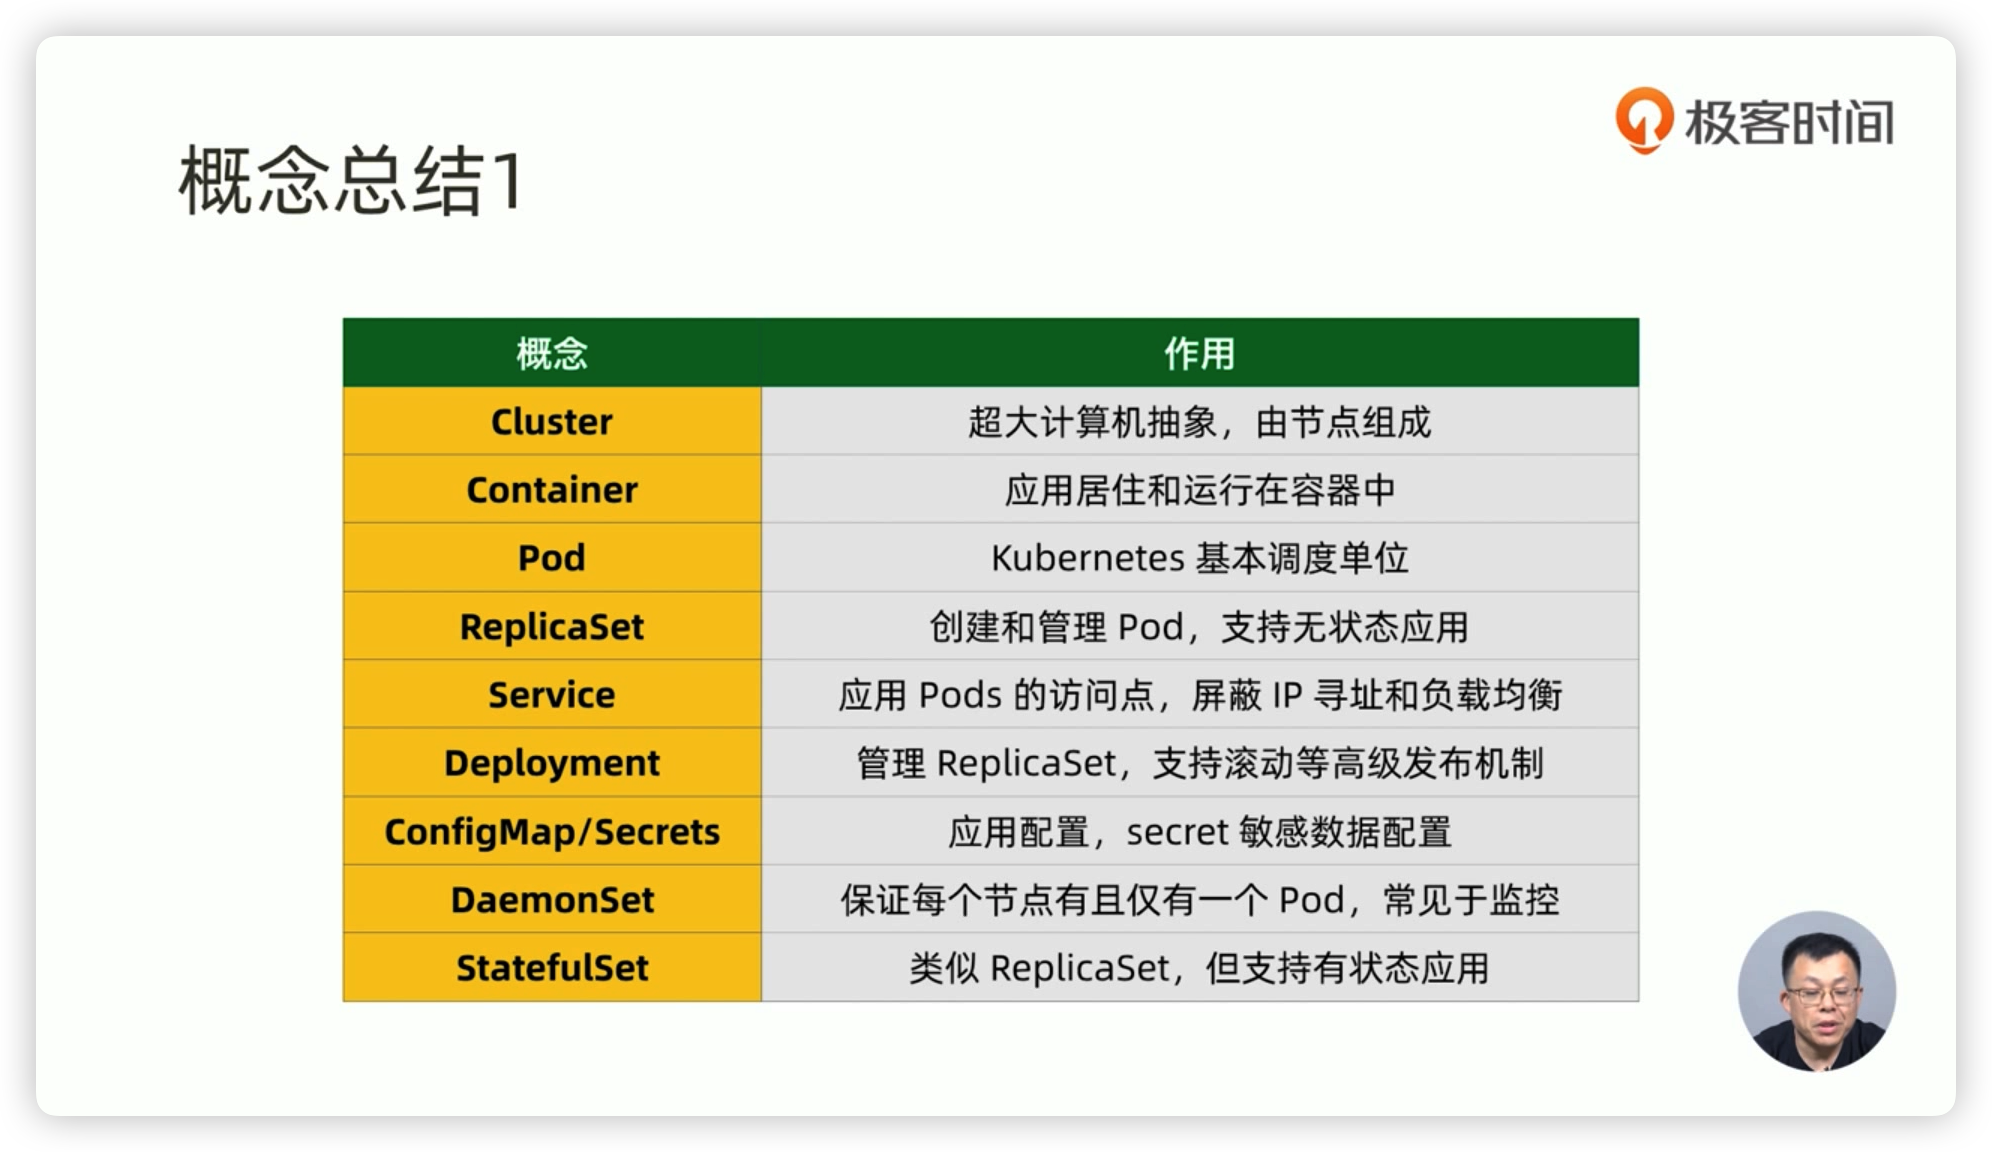 极客时间
概念总结1
概念 作用
Cluster 超大计算机抽象，由节点组成
Container 应用居住和运行在容器中
Pod Kubernetes 基本调度单位
ReplicaSet 创建和管理 Pod，支持无状态应用
Service 应用 Pods 的访问点，屏蔽 IP 寻址和负载均衡
Deployment 管理 ReplicaSet，支持滚动等高级发布机制
ConfigMap/Secrets 应用配置，secret 敏感数据配置
DaemonSet 保证每个节点有且仅有一个 Pod，常见于监控
StatefulSet 类似 ReplicaSet，但支持有状态应用